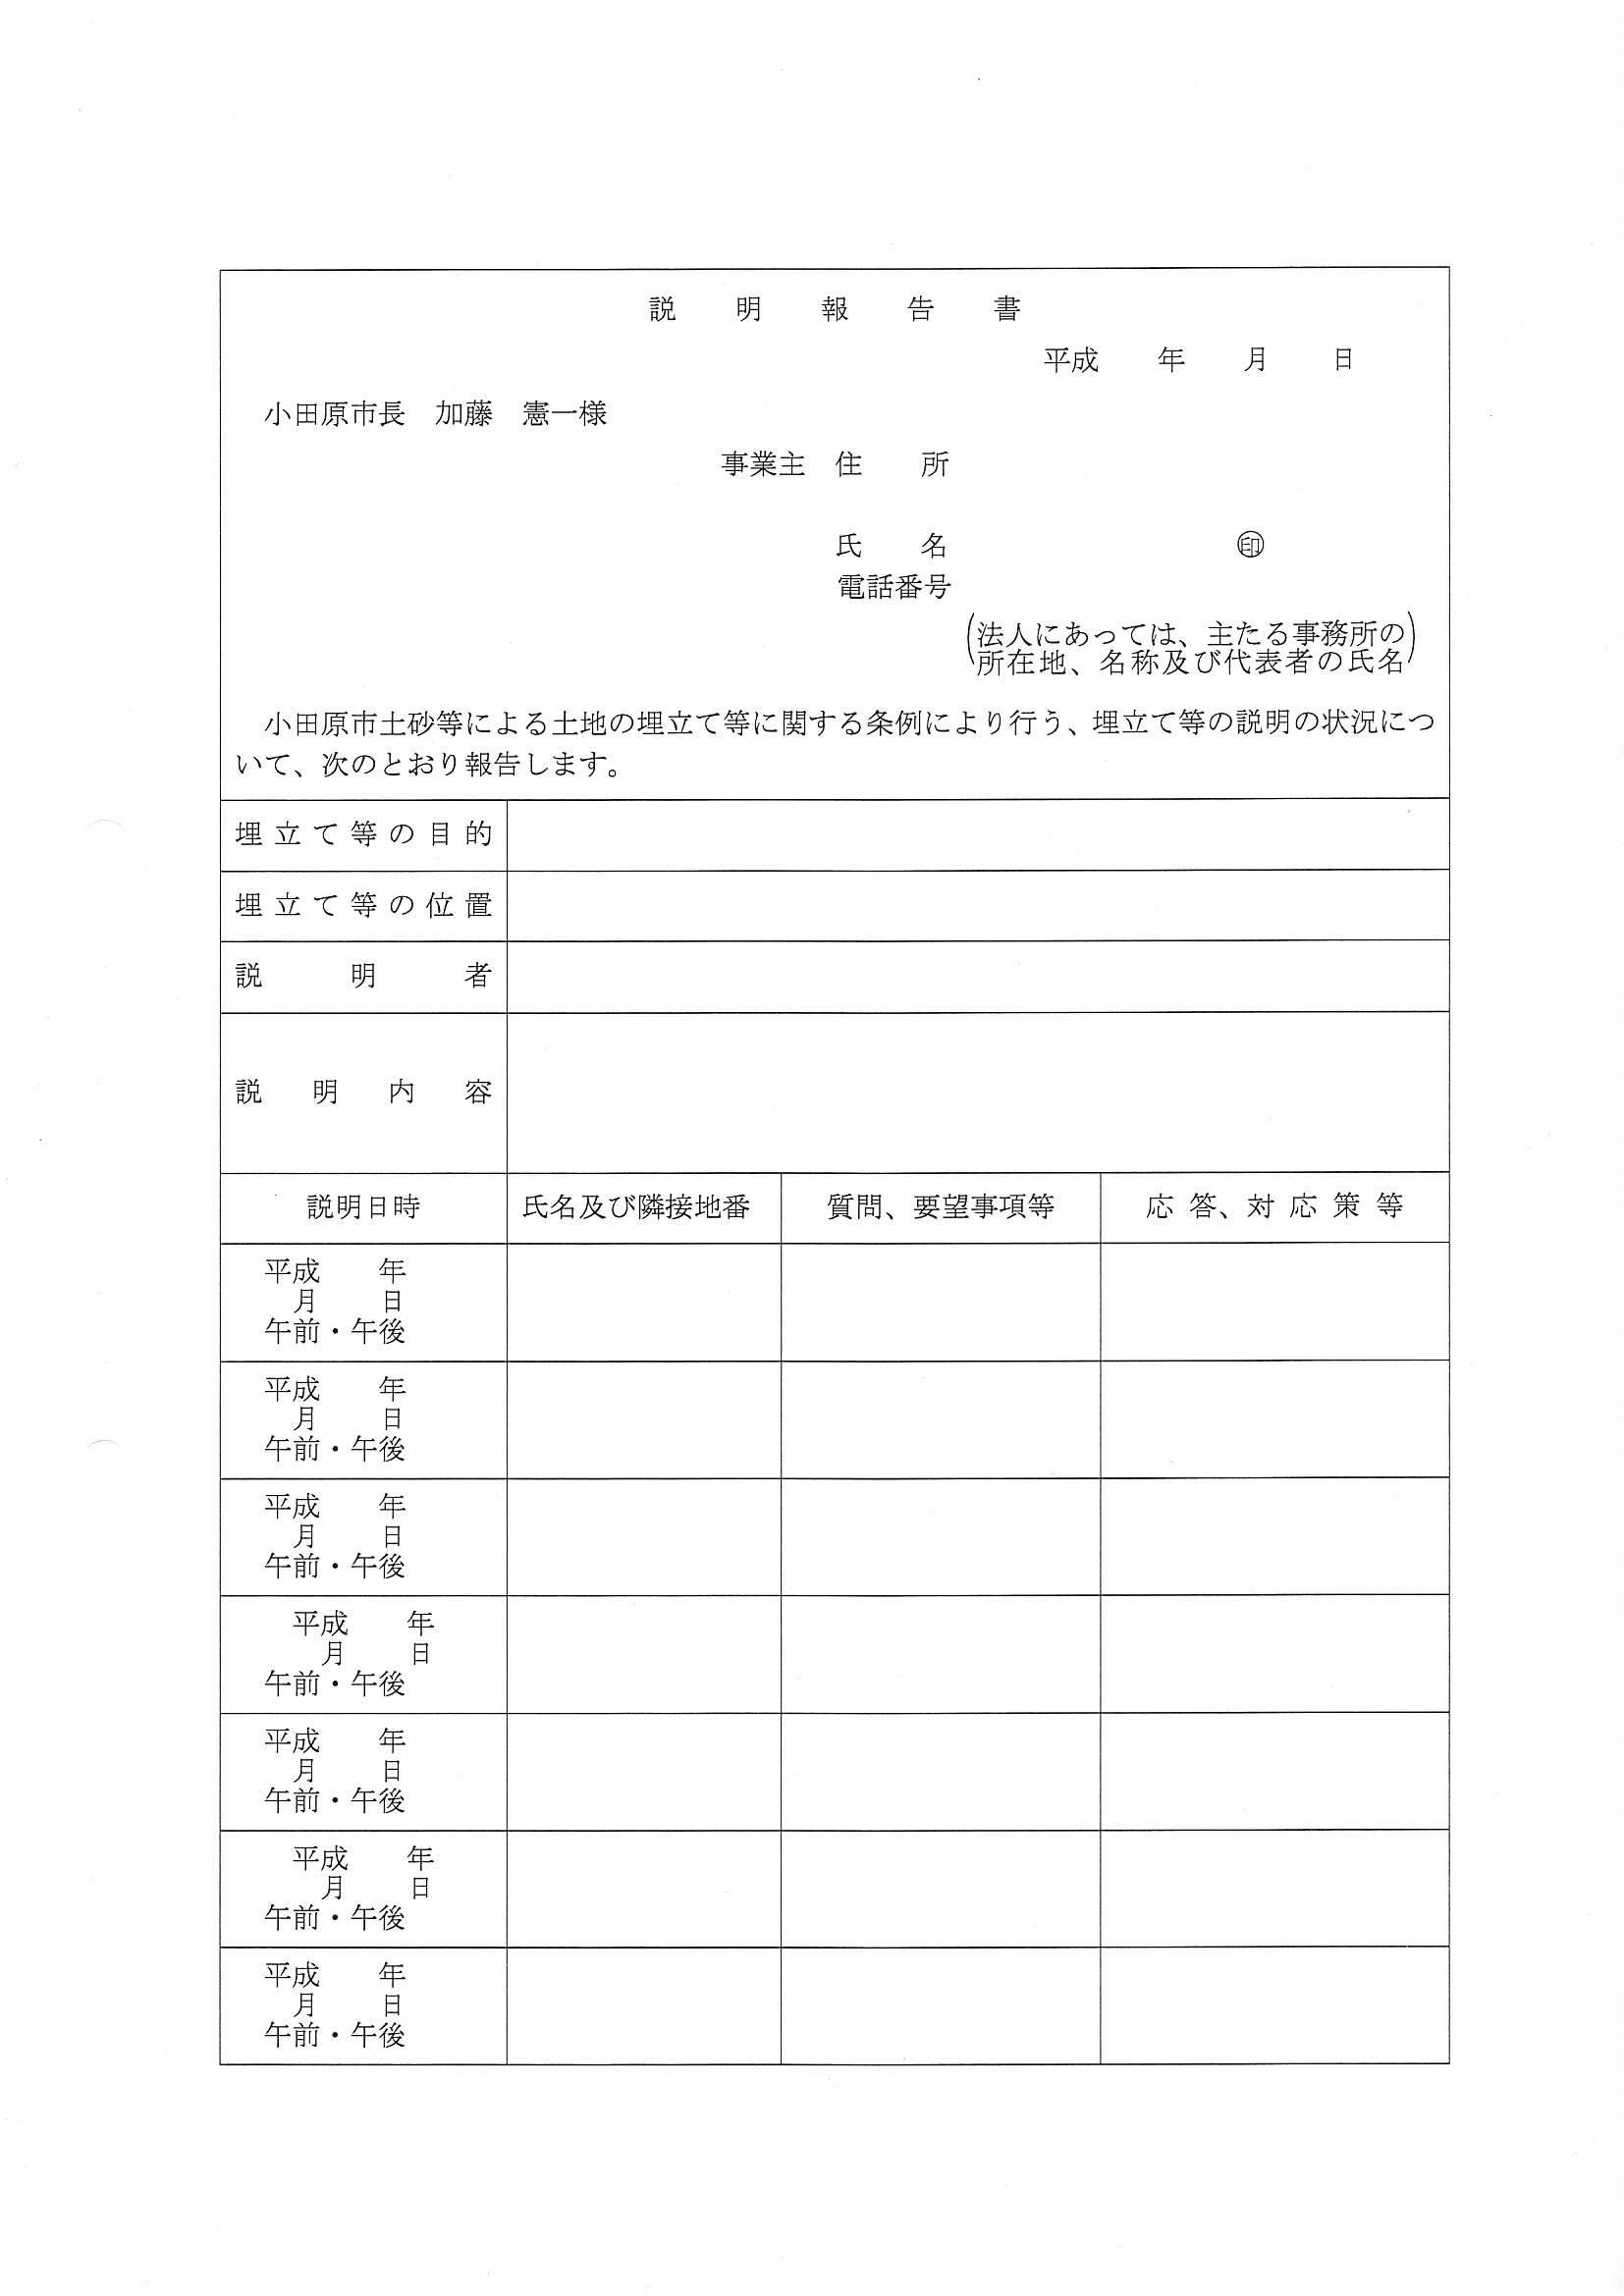 説　明　報　告　書
平成　　年　　月　　日
小田原市長　加藤　憲一様
事業主　住　　所
氏　　名　　　　　　　　　　㊞
電話番号
(法人にあっては、主たる事務所の
所在地、名称及び代表者の氏名)
小田原市土砂等による土地の埋立て等に関する条例により行う、埋立て等の説明の状況につ
いて、次のとおり報告します。
埋立て等の目的
埋立て等の位置
説明者
説明内容
説明日時　氏名及び隣接地番　質問、要望事項等　応答、対応策等
平成　　年
月　　日
午前・午後
平成　　年
月　　日
午前・午後
平成　　年
月　　日
午前・午後
平成　　年
月　　日
午前・午後
平成　　年
月　　日
午前・午後
平成　　年
月　　日
午前・午後
平成　　年
月　　日
午前・午後